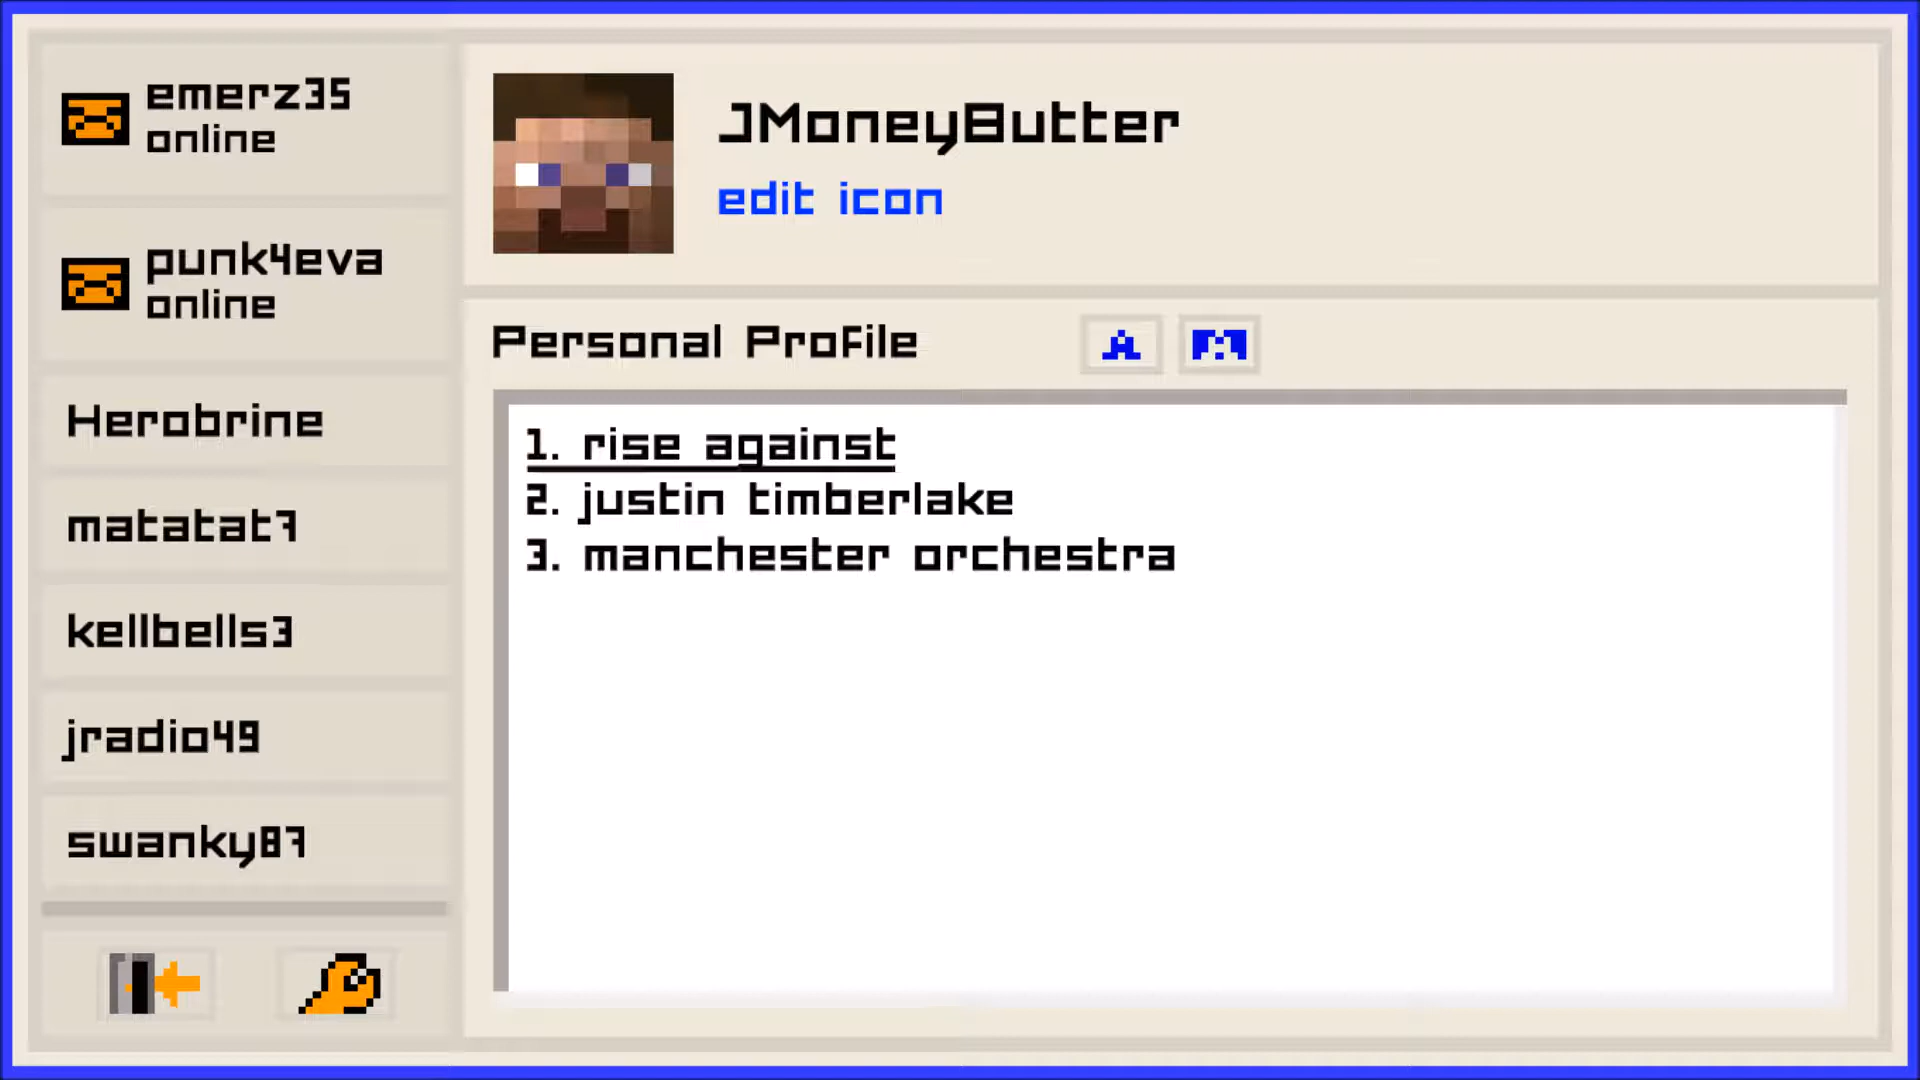 emerz35
online
punk4eva
online
Herobrine
matatat7
kellbells3
jradio49
swanky87
JMoneyButter
edit icon
Personal Profile
A
M
1. rise against
2. justin timberlake
3. manchester orchestra